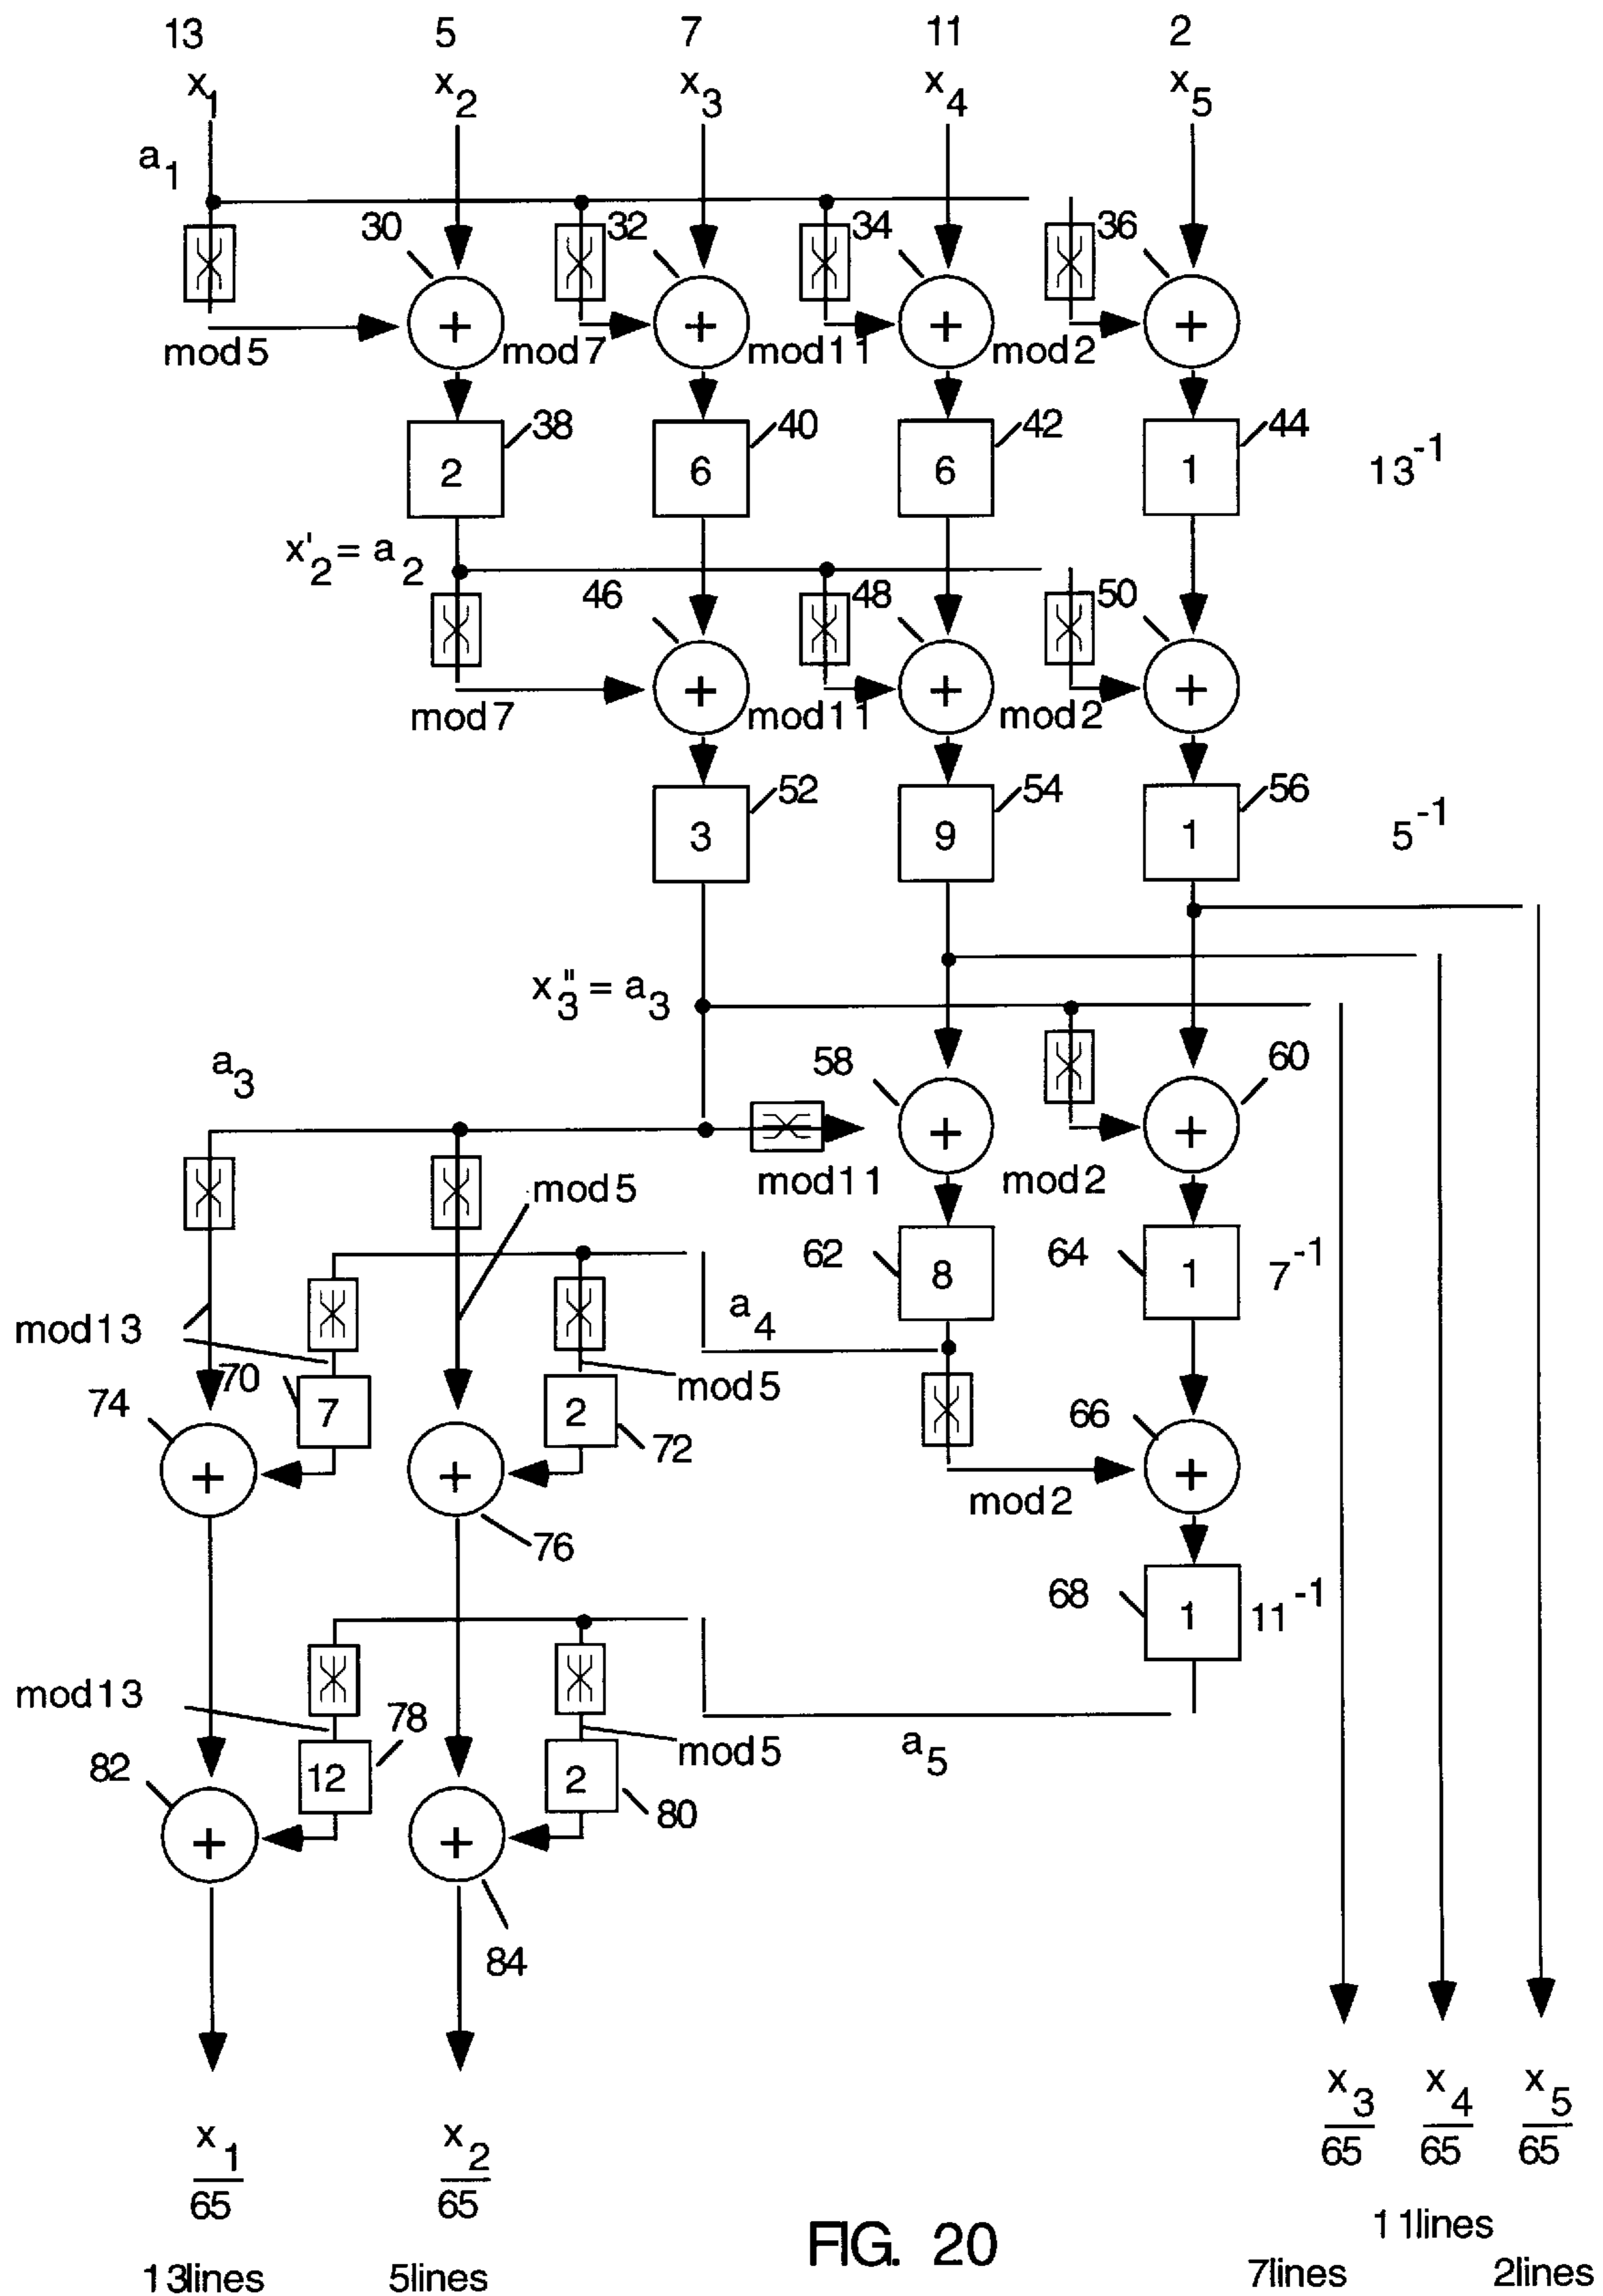 13 5 7 11 2
x1 x2 x3 x4 x5
a1
30 32 34 36
+ + + +
mod5 mod7 mod11 mod2
38 40 42 44
2 6 6 1 13-1
x'2 = a2
46 48 50
+ + +
mod7 mod11 mod2
52 54 56
3 9 1 5-1
x"3 = a3
a3
58 60
+ +
mod11 mod2
mod5
62 8 64 1 7-1
a4
mod13
70 7 2 mod5
74 72 66
+ + +
mod2
76
68 1 11-1
mod13
78 mod5 a5
82 12 2 80
+ +
84
x1/65 x2/65 x3/65 x4/65 x5/65
13lines 5lines 7lines 11lines 2lines
FIG. 20